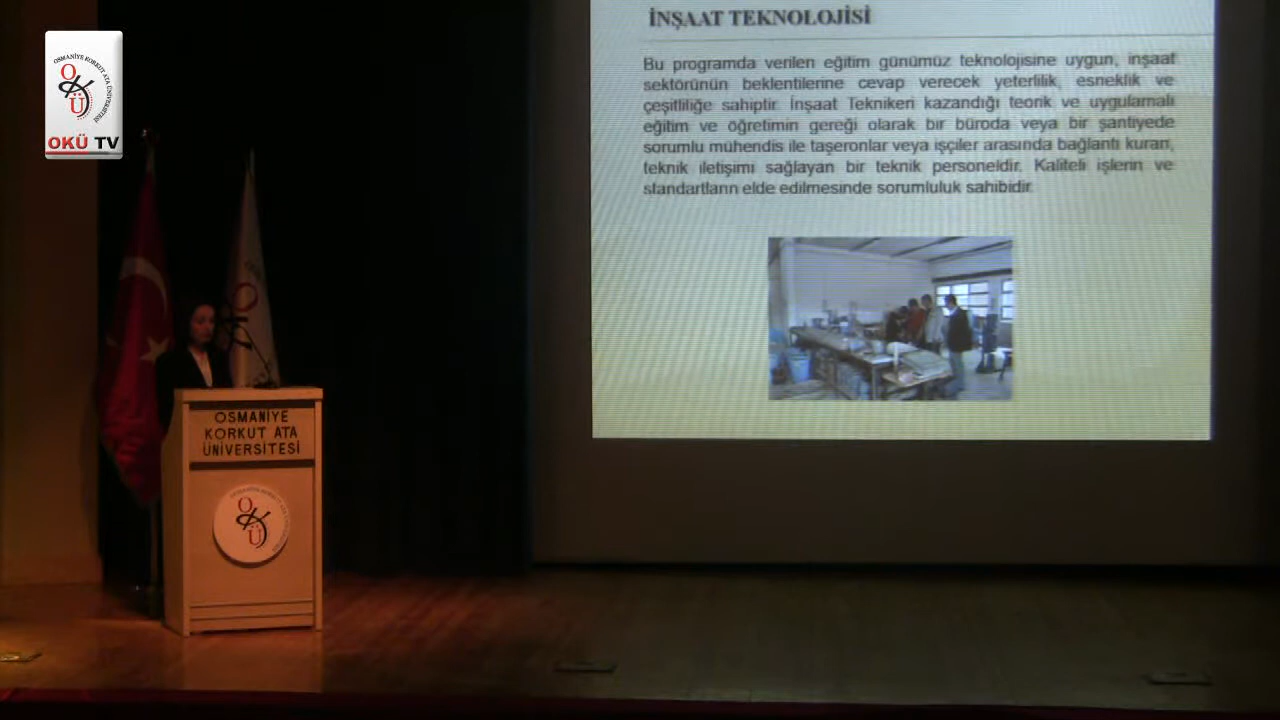 OSMANİYE KORKUT ATA ÜNİVERSİTESİ
OKÜ
OKÜ TV
İNŞAAT TEKNOLOJİSİ
Bu programda verilen eğitim günümüz teknolojisine uygun, inşaat
sektörünün beklentilerine cevap verecek yeterlilik, esneklik ve
çeşitliliğe sahiptir. İnşaat Teknikeri kazandığı teorik ve uygulamalı
eğitim ve öğretimin gereği olarak bir büroda veya bir şantiyede
sorumlu mühendis ile taşeronlar veya işçiler arasında bağlantı kuran,
teknik iletişimi sağlayan bir teknik personeldir. Kaliteli işlerin ve
standartların elde edilmesinde sorumluluk sahibidir.
OSMANİYE
KORKUT ATA
ÜNİVERSİTESİ
OKÜ